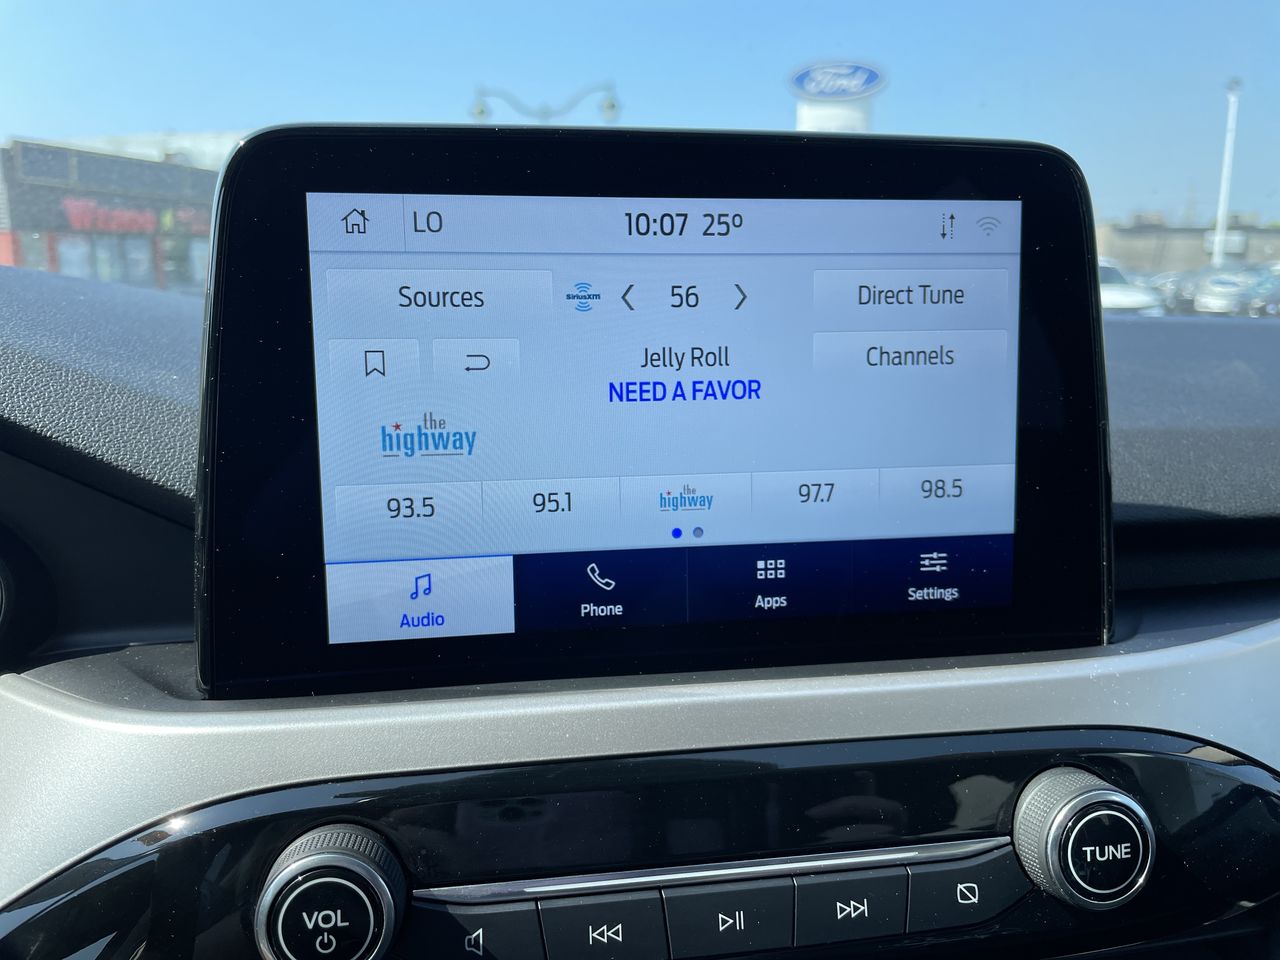 Ford
LO
10:07 25°
Sources
SiriusXM
56
Direct Tune
Jelly Roll
Channels
NEED A FAVOR
the
highway
93.5
95.1
the
highway
97.7
98.5
Audio
Phone
Apps
Settings
VOL
TUNE